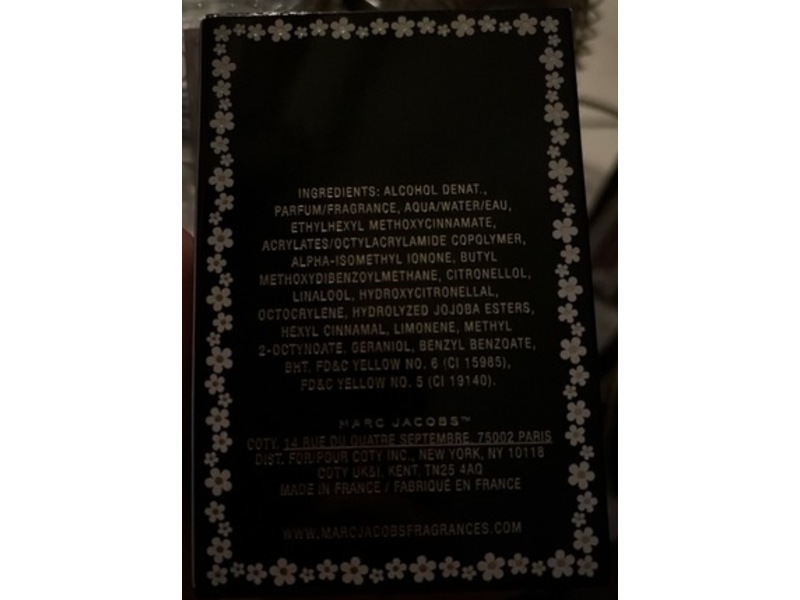 INGREDIENTS: ALCOHOL DENAT.,
PARFUM/FRAGRANCE, AQUA/WATER/EAU,
ETHYLHEXYL METHOXYCINNAMATE,
ACRYLATES/OCTYLACRYLAMIDE COPOLYMER,
ALPHA-ISOMETHYL IONONE, BUTYL
METHOXYDIBENZOYLMETHANE, CITRONELLOL,
LINALOOL, HYDROXYCITRONELLAL,
OCTOCRYLENE, HYDROLYZED JOJOBA ESTERS,
HEXYL CINNAMAL, LIMONENE, METHYL
2-OCTYNOATE, GERANIOL, BENZYL BENZOATE,
BHT, FD&C YELLOW NO. 6 (CI 15985),
FD&C YELLOW NO. 5 (CI 19140).
MARC JACOBS™
COTY, 14 RUE DU QUATRE SEPTEMBRE, 75002 PARIS
DIST. FOR/POUR COTY INC., NEW YORK, NY 10118
COTY UK&I, KENT, TN25 4AQ
MADE IN FRANCE / FABRIQUÉ EN FRANCE
WWW.MARCJACOBSFRAGRANCES.COM